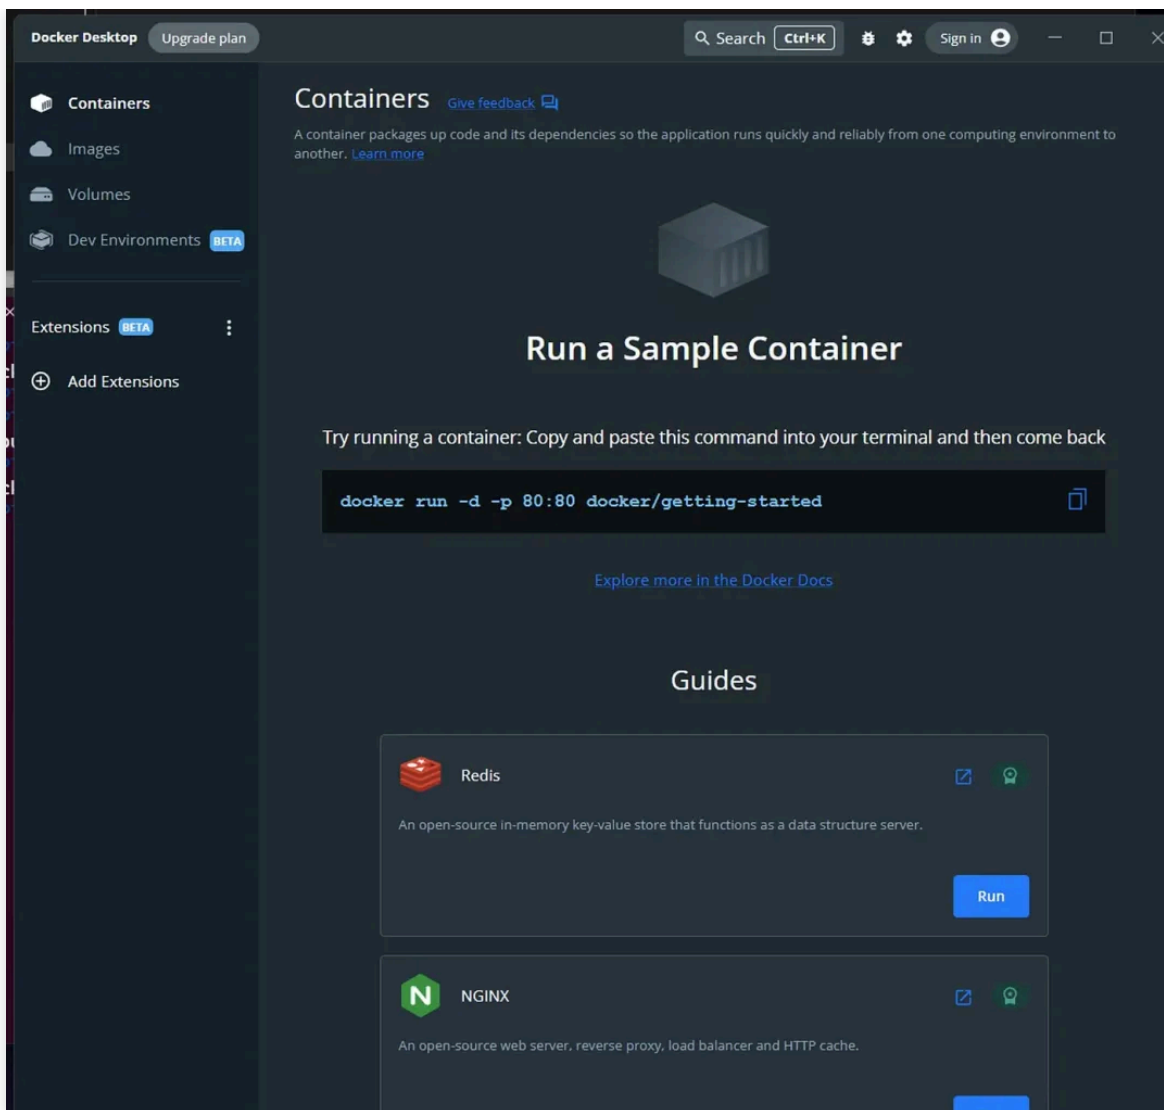 Docker Desktop Upgrade plan Search Ctrl+K Sign in
Containers
Images
Volumes
Dev Environments BETA
Extensions BETA
Add Extensions
Containers Give feedback
A container packages up code and its dependencies so the application runs quickly and reliably from one computing environment to
another. Learn more
Run a Sample Container
Try running a container: Copy and paste this command into your terminal and then come back
docker run -d -p 80:80 docker/getting-started
Explore more in the Docker Docs
Guides
Redis
An open-source in-memory key-value store that functions as a data structure server.
Run
NGINX
An open-source web server, reverse proxy, load balancer and HTTP cache.